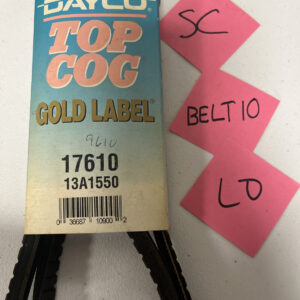 DAYCO
TOP
COG
GOLD LABEL®
9610
17610
13A1550
0 36687 10900 2
SC
BELT10
LO